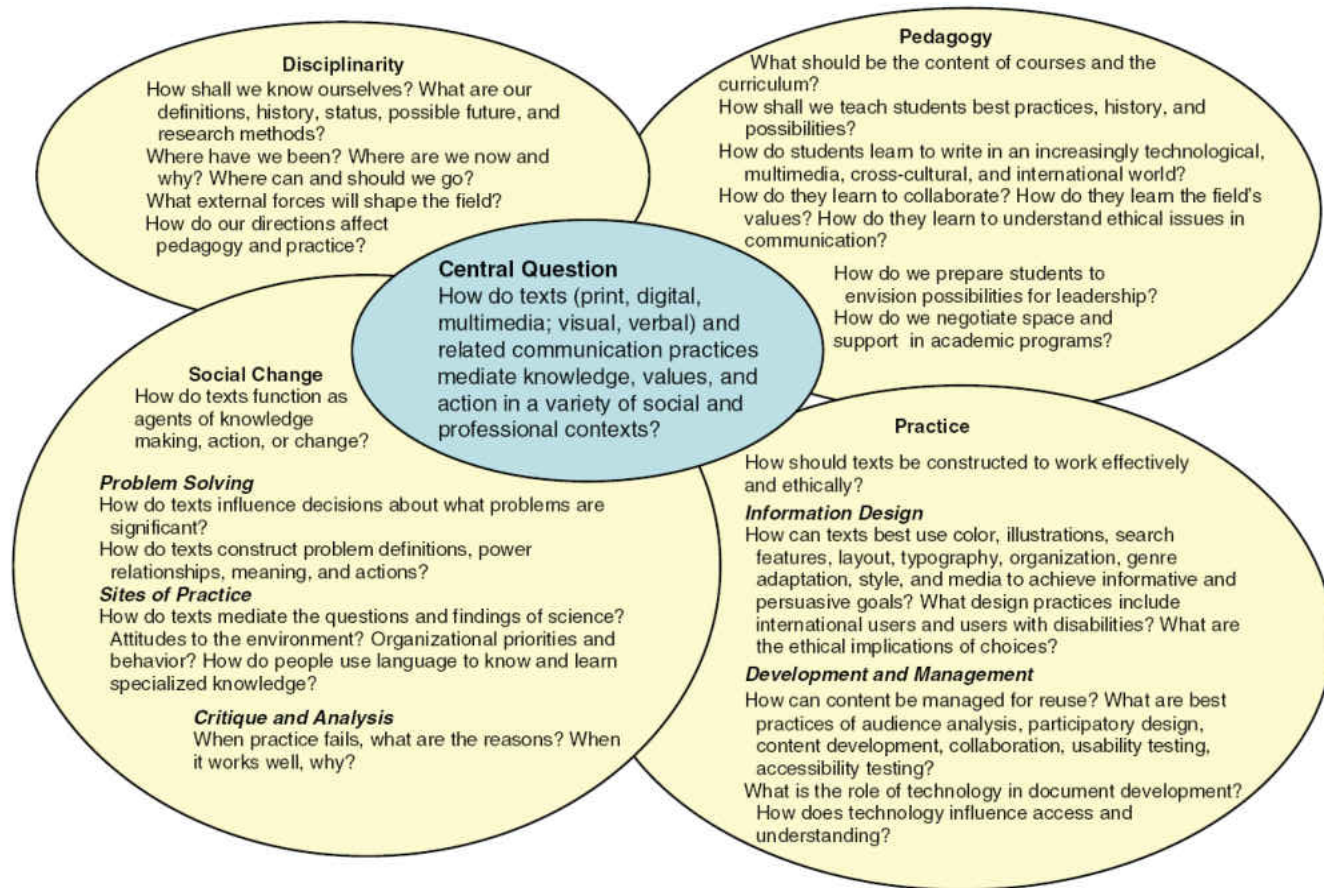 Disciplinarity
How shall we know ourselves? What are our
definitions, history, status, possible future, and
research methods?
Where have we been? Where are we now and
why? Where can and should we go?
What external forces will shape the field?
How do our directions affect
pedagogy and practice?
Pedagogy
What should be the content of courses and the
curriculum?
How shall we teach students best practices, history, and
possibilities?
How do students learn to write in an increasingly technological,
multimedia, cross-cultural, and international world?
How do they learn to collaborate? How do they learn the field's
values? How do they learn to understand ethical issues in
communication?
How do we prepare students to
envision possibilities for leadership?
How do we negotiate space and
support in academic programs?
Central Question
How do texts (print, digital,
multimedia; visual, verbal) and
related communication practices
mediate knowledge, values, and
action in a variety of social and
professional contexts?
Social Change
How do texts function as
agents of knowledge
making, action, or change?
Problem Solving
How do texts influence decisions about what problems are
significant?
How do texts construct problem definitions, power
relationships, meaning, and actions?
Sites of Practice
How do texts mediate the questions and findings of science?
Attitudes to the environment? Organizational priorities and
behavior? How do people use language to know and learn
specialized knowledge?
Critique and Analysis
When practice fails, what are the reasons? When
it works well, why?
Practice
How should texts be constructed to work effectively
and ethically?
Information Design
How can texts best use color, illustrations, search
features, layout, typography, organization, genre
adaptation, style, and media to achieve informative and
persuasive goals? What design practices include
international users and users with disabilities? What are
the ethical implications of choices?
Development and Management
How can content be managed for reuse? What are best
practices of audience analysis, participatory design,
content development, collaboration, usability testing,
accessibility testing?
What is the role of technology in document development?
How does technology influence access and
understanding?